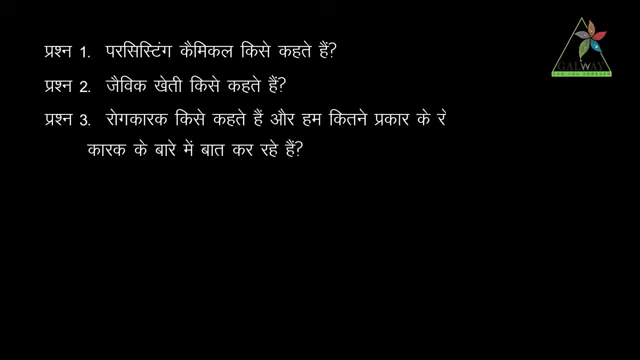 प्रश्न 1. परसिस्टिंग कैमिकल किसे कहते हैं?
प्रश्न 2. जैविक खेती किसे कहते हैं?
प्रश्न 3. रोगकारक किसे कहते हैं और हम कितने प्रकार के रे
कारक के बारे में बात कर रहे हैं?
GALWAY